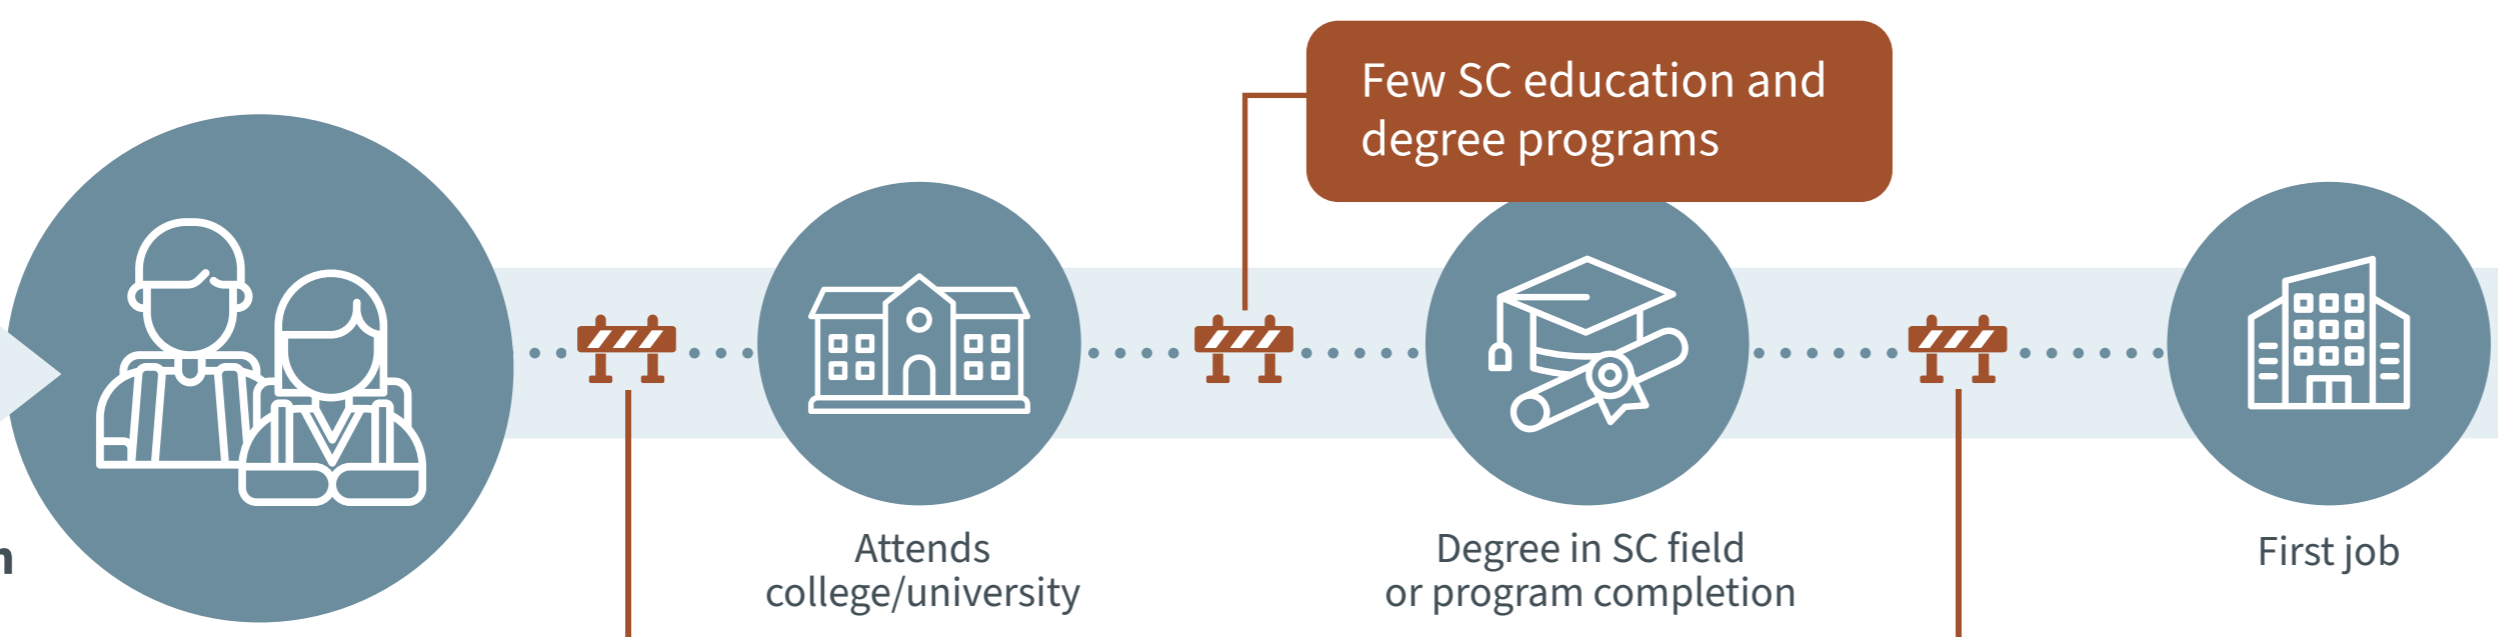 Few SC education and
degree programs
n
Attends
college/university
Degree in SC field
or program completion
First job